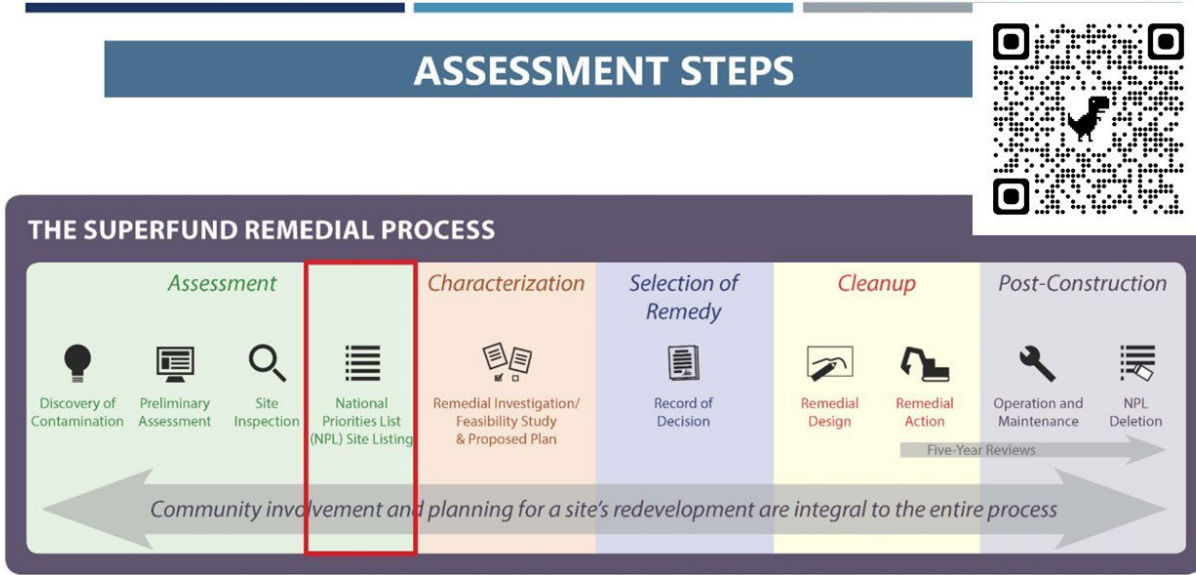 ASSESSMENT STEPS
THE SUPERFUND REMEDIAL PROCESS
Assessment
Discovery of
Contamination
Preliminary
Assessment
Site
Inspection
National
Priorities List
(NPL) Site Listing
Characterization
Remedial Investigation/
Feasibility Study
& Proposed Plan
Selection of
Remedy
Record of
Decision
Cleanup
Remedial
Design
Remedial
Action
Post-Construction
Operation and
Maintenance
NPL
Deletion
Five-Year Reviews
Community involvement and planning for a site's redevelopment are integral to the entire process